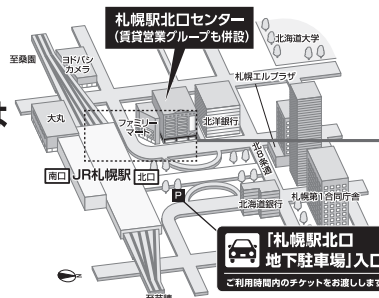 札幌駅北口センター
（賃貸営業グループも併設）
北海道大学
至桑園
ヨドバシ
カメラ
札幌エルプラザ
は
大丸
ファミリー
マート
北洋銀行
北8条通
南口 JR札幌駅 北口
P
北海道銀行
札幌第1合同庁舎
「札幌駅北口
地下駐車場」入口
ご利用時間内のチケットをお渡しします